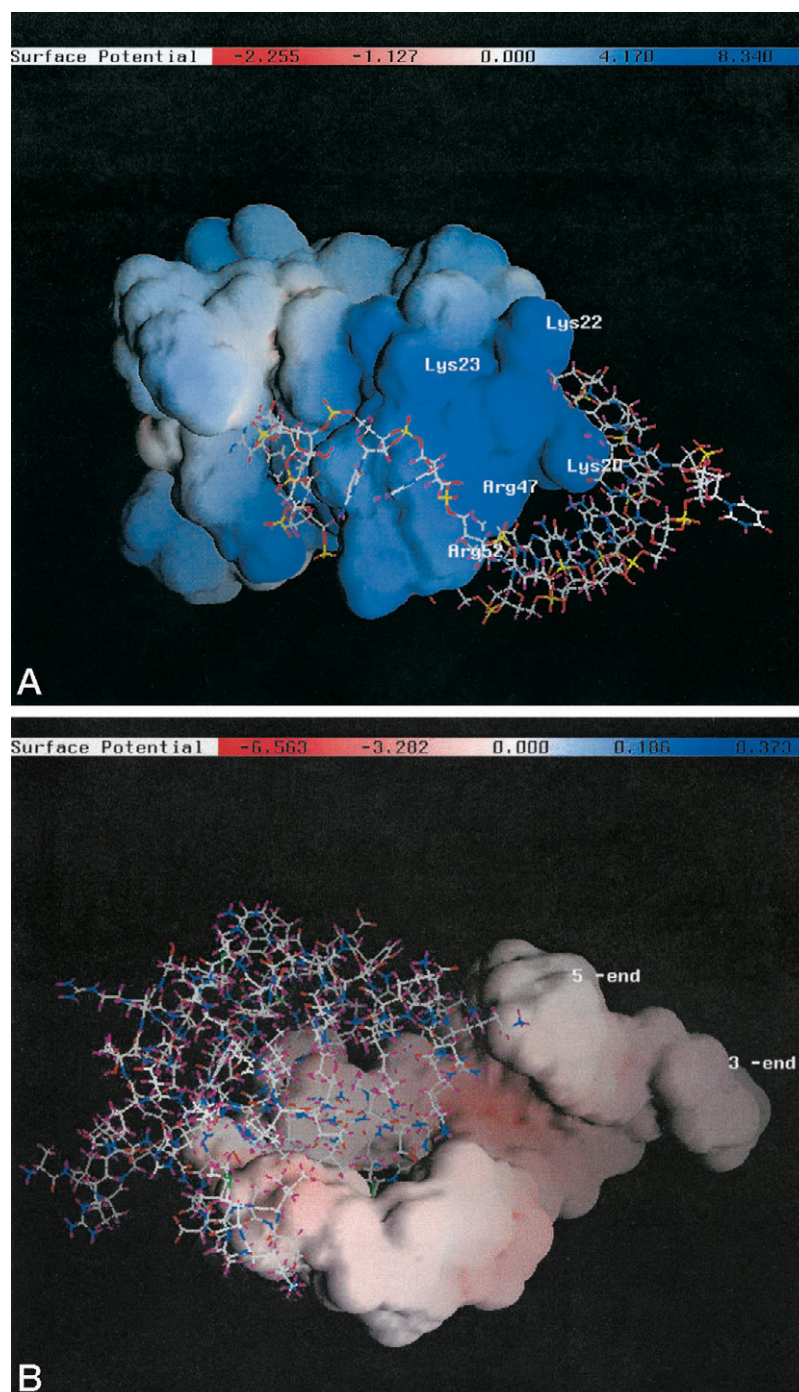 Surface Potential -2.255 -1.127 0.000 4.170 8.340
Lys22
Lys23
Lys20
Arg47
Arg52
A
Surface Potential -6.563 -3.282 0.000 0.186 0.373
5 -end
3 -end
B